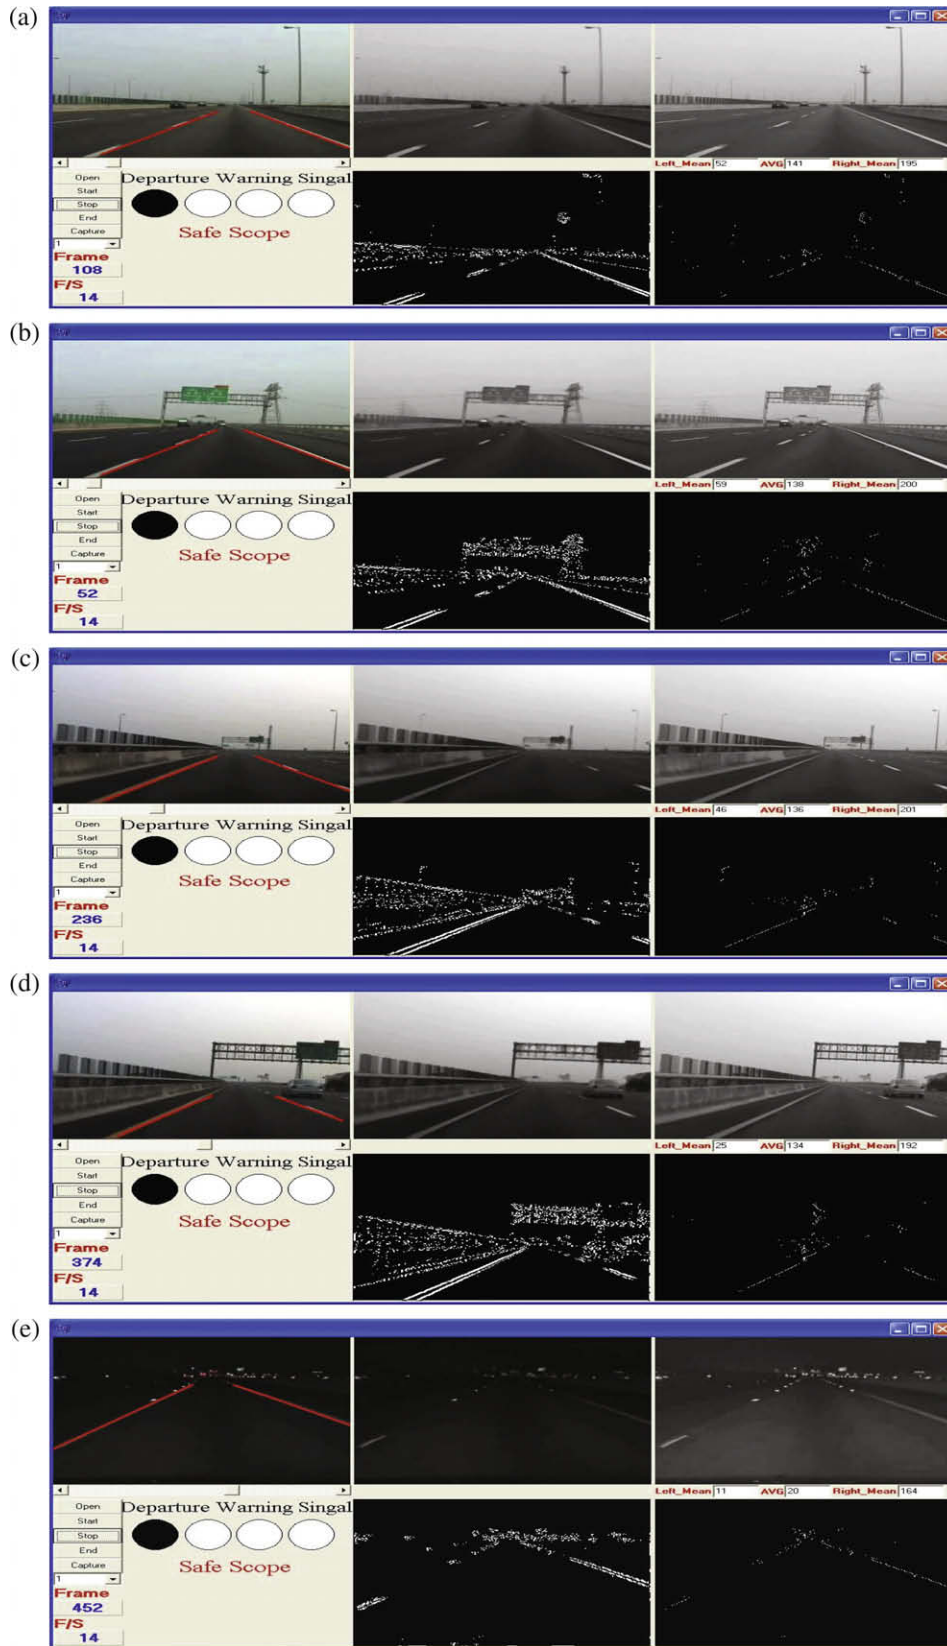 (a)
Left_Mean 52 AVG 141 Right_Mean 195
Open
Start
Stop
End
Capture
1
Frame
108
F/S
14
Departure Warning Singal
Safe Scope
(b)
Left_Mean 59 AVG 138 Right_Mean 200
Open
Start
Stop
End
Capture
1
Frame
52
F/S
14
Departure Warning Singal
Safe Scope
(c)
Left_Mean 46 AVG 136 Right_Mean 201
Open
Start
Stop
End
Capture
1
Frame
236
F/S
14
Departure Warning Singal
Safe Scope
(d)
Left_Mean 25 AVG 134 Right_Mean 192
Open
Start
Stop
End
Capture
1
Frame
374
F/S
14
Departure Warning Singal
Safe Scope
(e)
Left_Mean 11 AVG 20 Right_Mean 164
Open
Start
Stop
End
Capture
1
Frame
452
F/S
14
Departure Warning Singal
Safe Scope